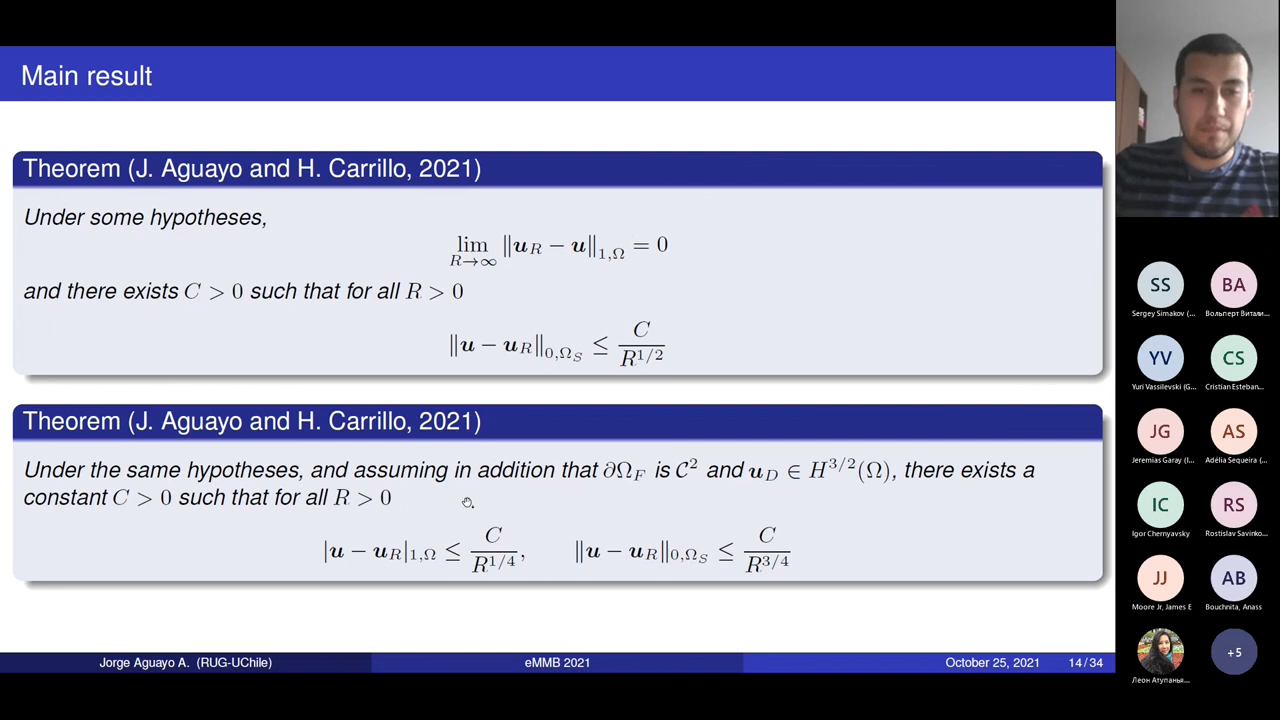 Main result
Theorem (J. Aguayo and H. Carrillo, 2021)
Under some hypotheses,
lim_{R→∞} ‖u_R − u‖_{1,Ω} = 0
and there exists C > 0 such that for all R > 0
‖u − u_R‖_{0,Ω_S} ≤ C / R^{1/2}
Theorem (J. Aguayo and H. Carrillo, 2021)
Under the same hypotheses, and assuming in addition that ∂Ω_F is 𝒞² and u_D ∈ H^{3/2}(Ω), there exists a
constant C > 0 such that for all R > 0
|u − u_R|_{1,Ω} ≤ C / R^{1/4}, ‖u − u_R‖_{0,Ω_S} ≤ C / R^{3/4}
Jorge Aguayo A. (RUG-UChile) eMMB 2021 October 25, 2021 14 / 34
SS BA
Sergey Simakov (... Вольперт Витали...
YV CS
Yuri Vassilevski (G... Cristian Esteban...
JG AS
Jeremias Garay (I... Adélia Sequeira (...
IC RS
Igor Chernyavsky Rostislav Savinko...
JJ AB
Moore Jr, James E Bouchnita, Anass
+5
Леон Атупанья...